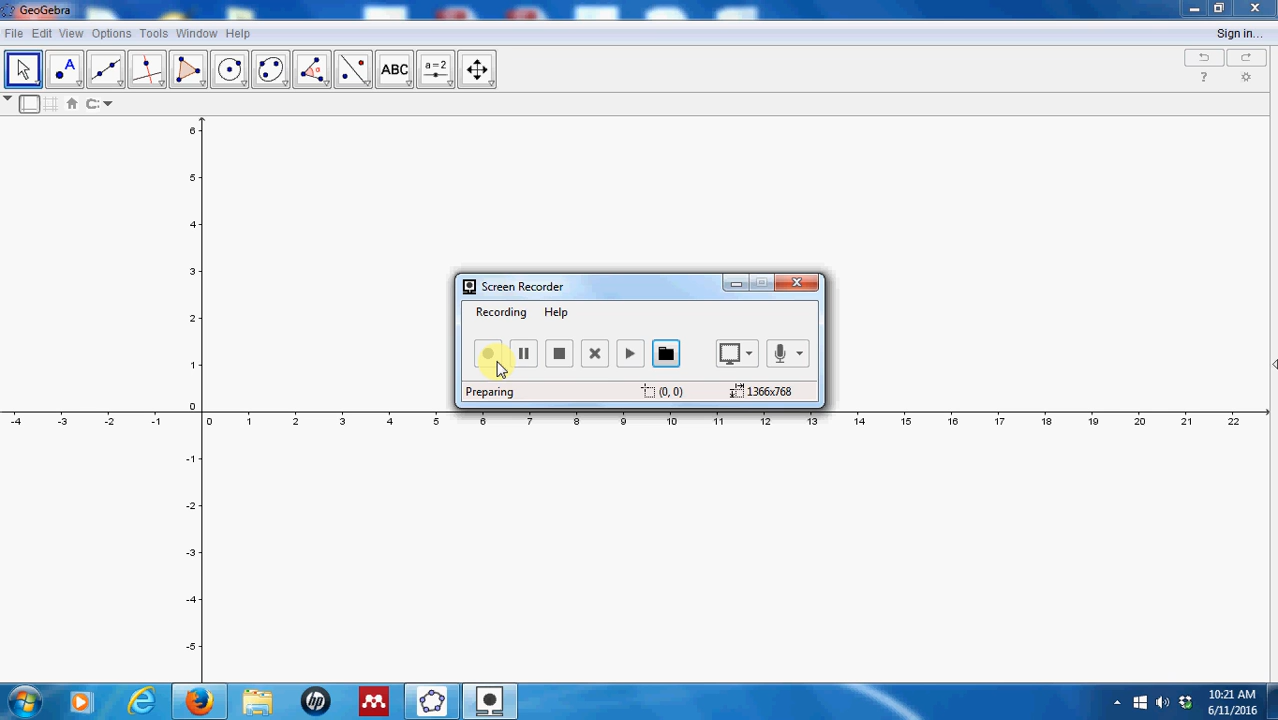 GeoGebra
File Edit View Options Tools Window Help
Sign in...
A
ABC
a=2
?
6
5
4
3
2
1
0
-1
-2
-3
-4
-5
-4 -3 -2 -1 0 1 2 3 4 5 6 7 8 9 10 11 12 13 14 15 16 17 18 19 20 21 22
Screen Recorder
Recording Help
Preparing (0, 0) 1366x768
hp
10:21 AM
6/11/2016